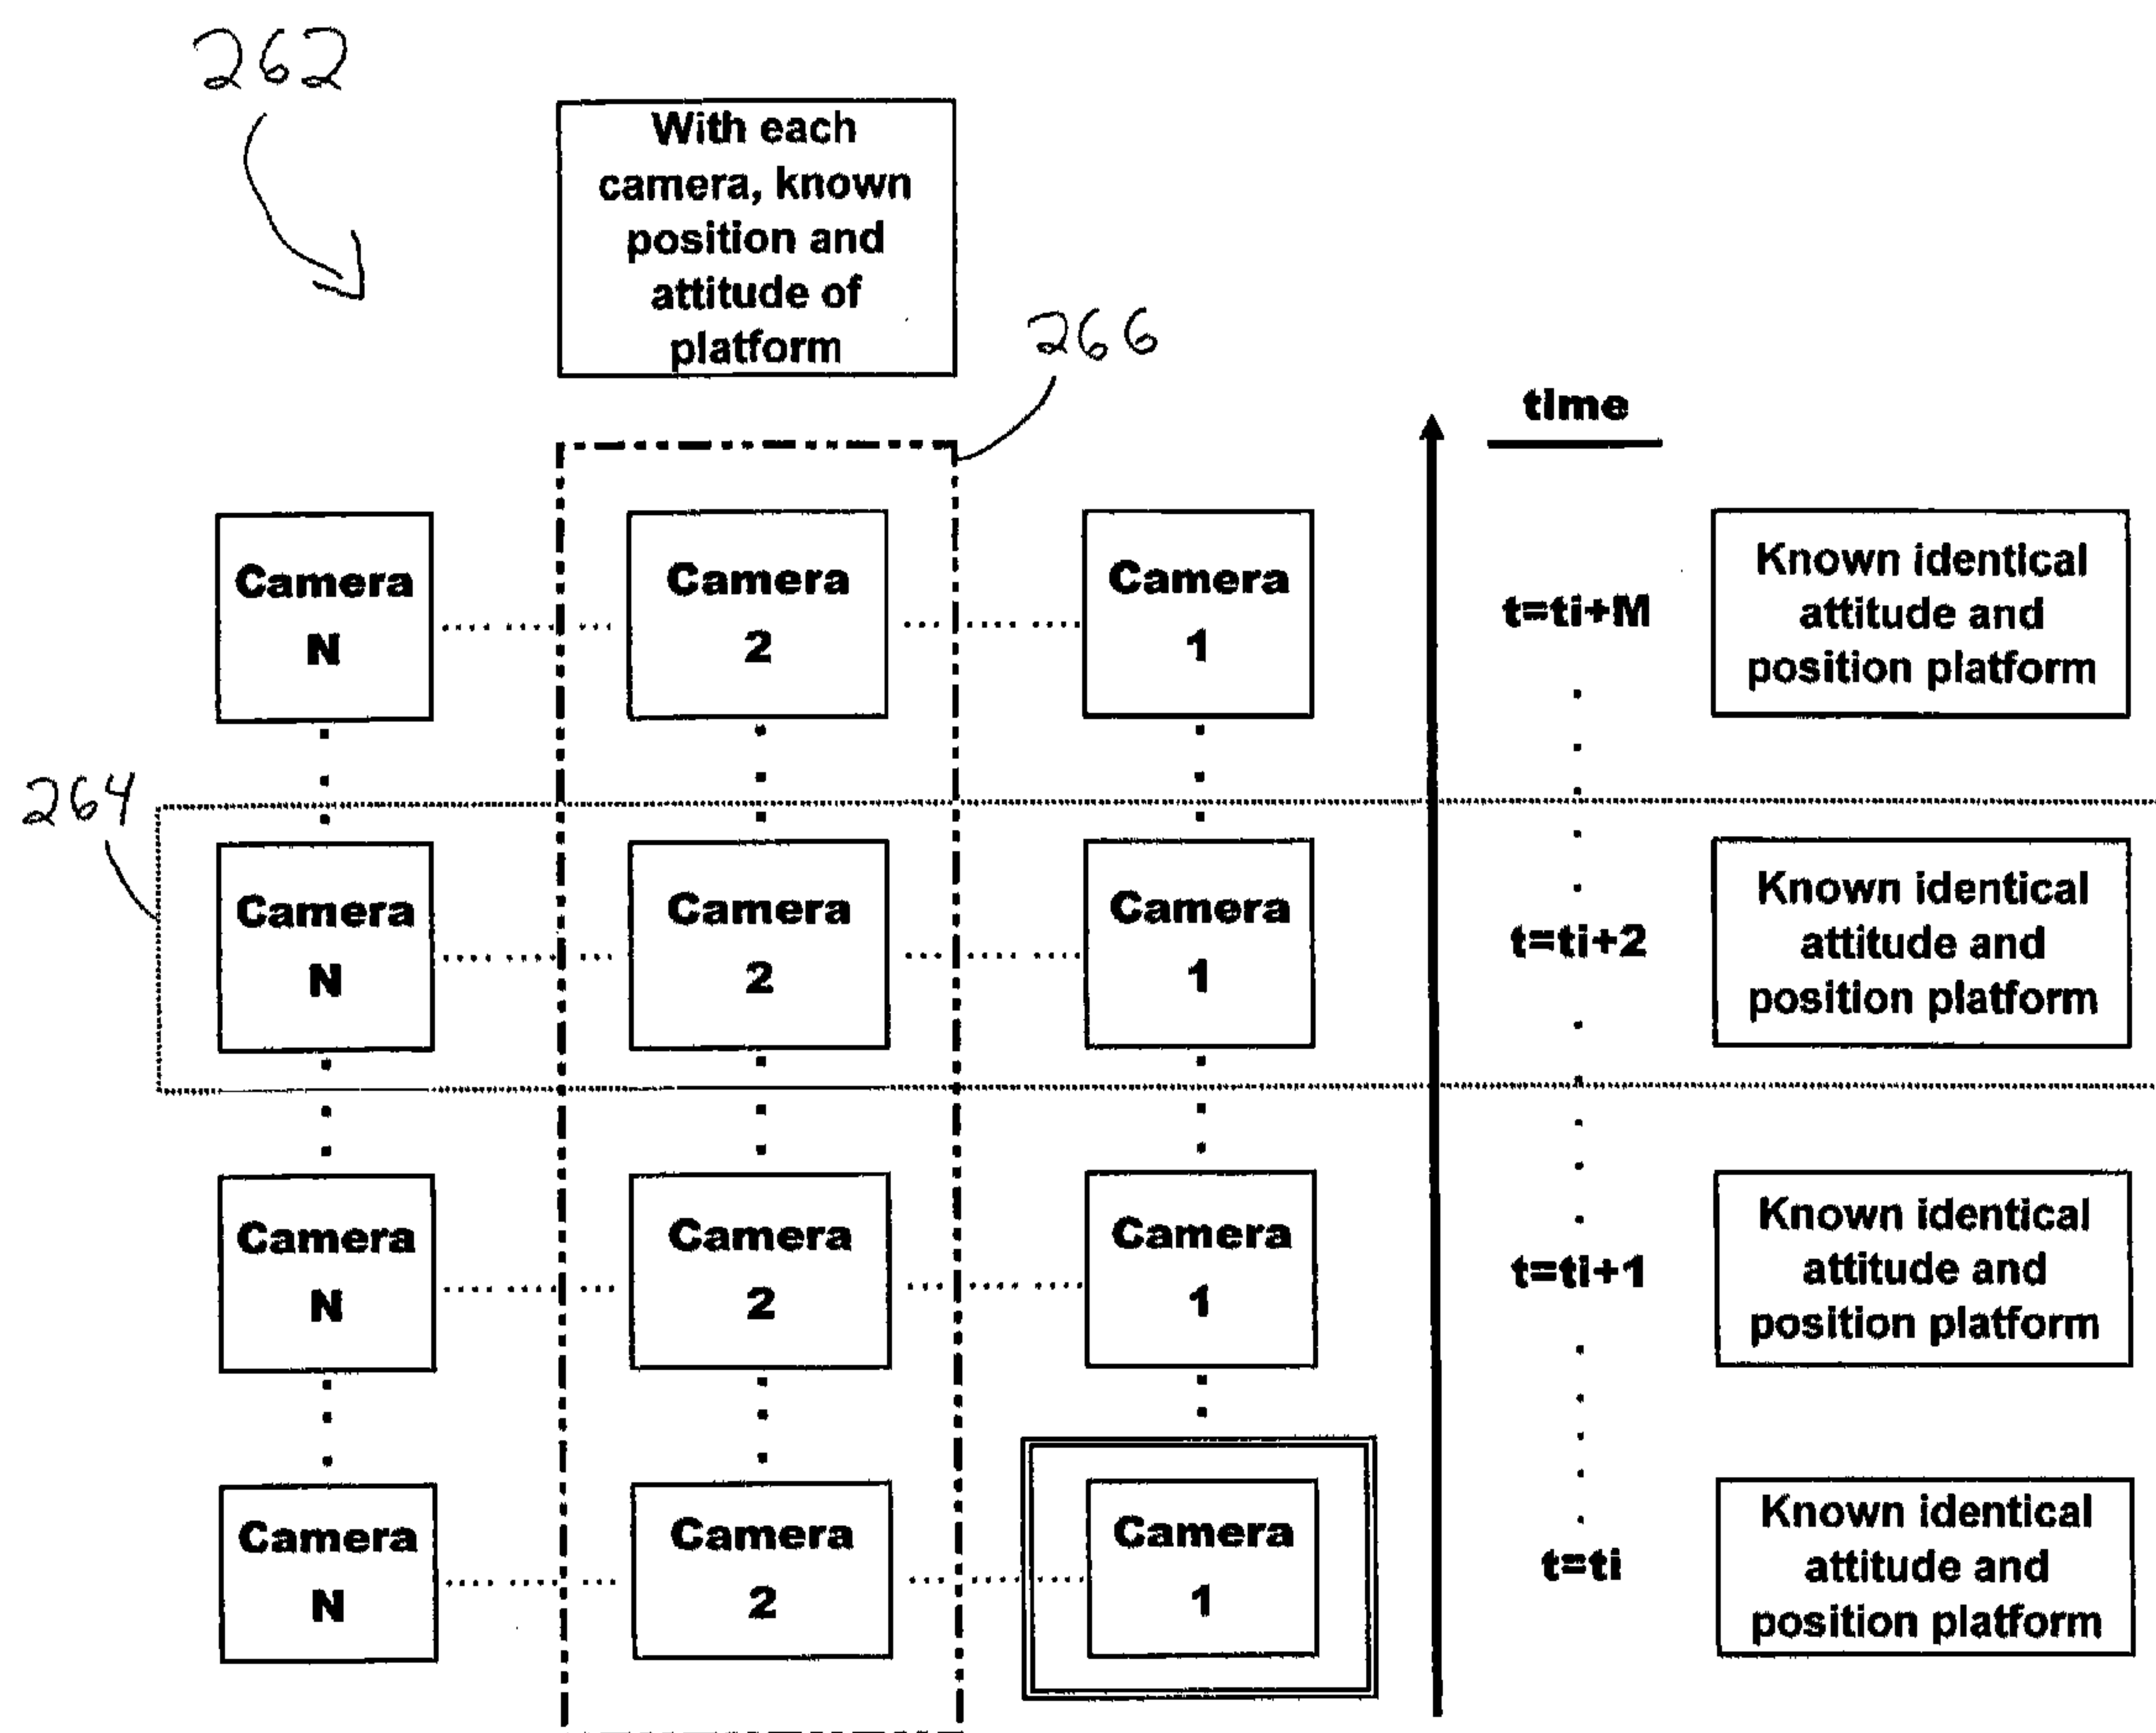 262
With each
camera, known
position and
attitude of
platform
266
time
Camera
N
Camera
2
Camera
1
t=ti+M
Known identical
attitude and
position platform
264
Camera
N
Camera
2
Camera
1
t=ti+2
Known identical
attitude and
position platform
Camera
N
Camera
2
Camera
1
t=ti+1
Known identical
attitude and
position platform
Camera
N
Camera
2
Camera
1
t=ti
Known identical
attitude and
position platform